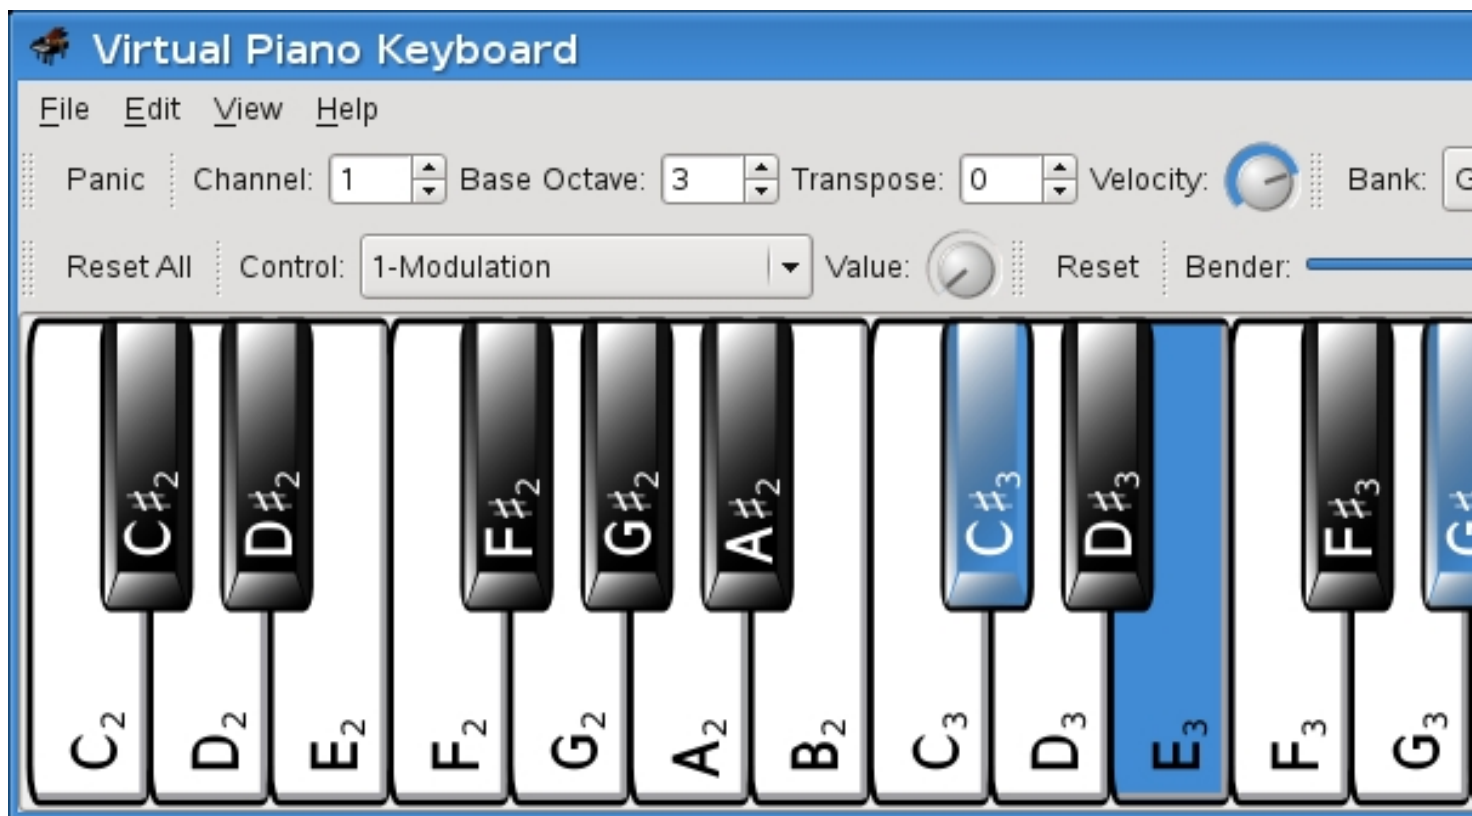 Virtual Piano Keyboard
File Edit View Help
Panic Channel: 1 Base Octave: 3 Transpose: 0 Velocity: Bank: G
Reset All Control: 1-Modulation Value: Reset Bender:
C♯2 D♯2 F♯2 G♯2 A♯2 C♯3 D♯3 F♯3 G♯
C2 D2 E2 F2 G2 A2 B2 C3 D3 E3 F3 G3